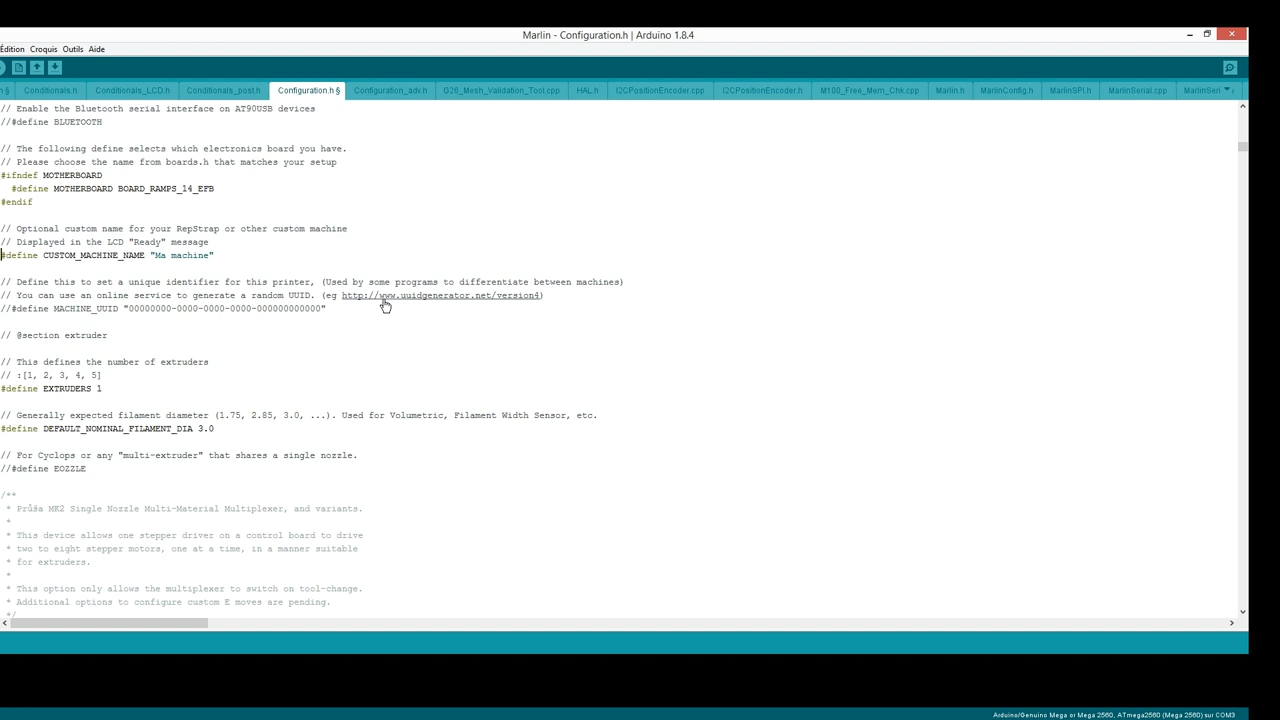 Marlin - Configuration.h | Arduino 1.8.4
Édition Croquis Outils Aide
Conditionals.h Conditionals_LCD.h Conditionals_post.h Configuration.h § Configuration_adv.h G26_Mesh_Validation_Tool.cpp HAL.h I2CPositionEncoder.cpp I2CPositionEncoder.h M100_Free_Mem_Chk.cpp Marlin.h MarlinConfig.h MarlinSPI.h MarlinSerial.cpp MarlinSeri
// Enable the Bluetooth serial interface on AT90USB devices
//#define BLUETOOTH
// The following define selects which electronics board you have.
// Please choose the name from boards.h that matches your setup
#ifndef MOTHERBOARD
#define MOTHERBOARD BOARD_RAMPS_14_EFB
#endif
// Optional custom name for your RepStrap or other custom machine
// Displayed in the LCD "Ready" message
#define CUSTOM_MACHINE_NAME "Ma machine"
// Define this to set a unique identifier for this printer, (Used by some programs to differentiate between machines)
// You can use an online service to generate a random UUID. (eg http://www.uuidgenerator.net/version4)
//#define MACHINE_UUID "00000000-0000-0000-0000-000000000000"
// @section extruder
// This defines the number of extruders
// :[1, 2, 3, 4, 5]
#define EXTRUDERS 1
// Generally expected filament diameter (1.75, 2.85, 3.0, ...). Used for Volumetric, Filament Width Sensor, etc.
#define DEFAULT_NOMINAL_FILAMENT_DIA 3.0
// For Cyclops or any "multi-extruder" that shares a single nozzle.
//#define EOZZLE
/**
* Průša MK2 Single Nozzle Multi-Material Multiplexer, and variants.
*
* This device allows one stepper driver on a control board to drive
* two to eight stepper motors, one at a time, in a manner suitable
* for extruders.
*
* This option only allows the multiplexer to switch on tool-change.
* Additional options to configure custom E moves are pending.
*/
Arduino/Genuino Mega or Mega 2560, ATmega2560 (Mega 2560) sur COM3